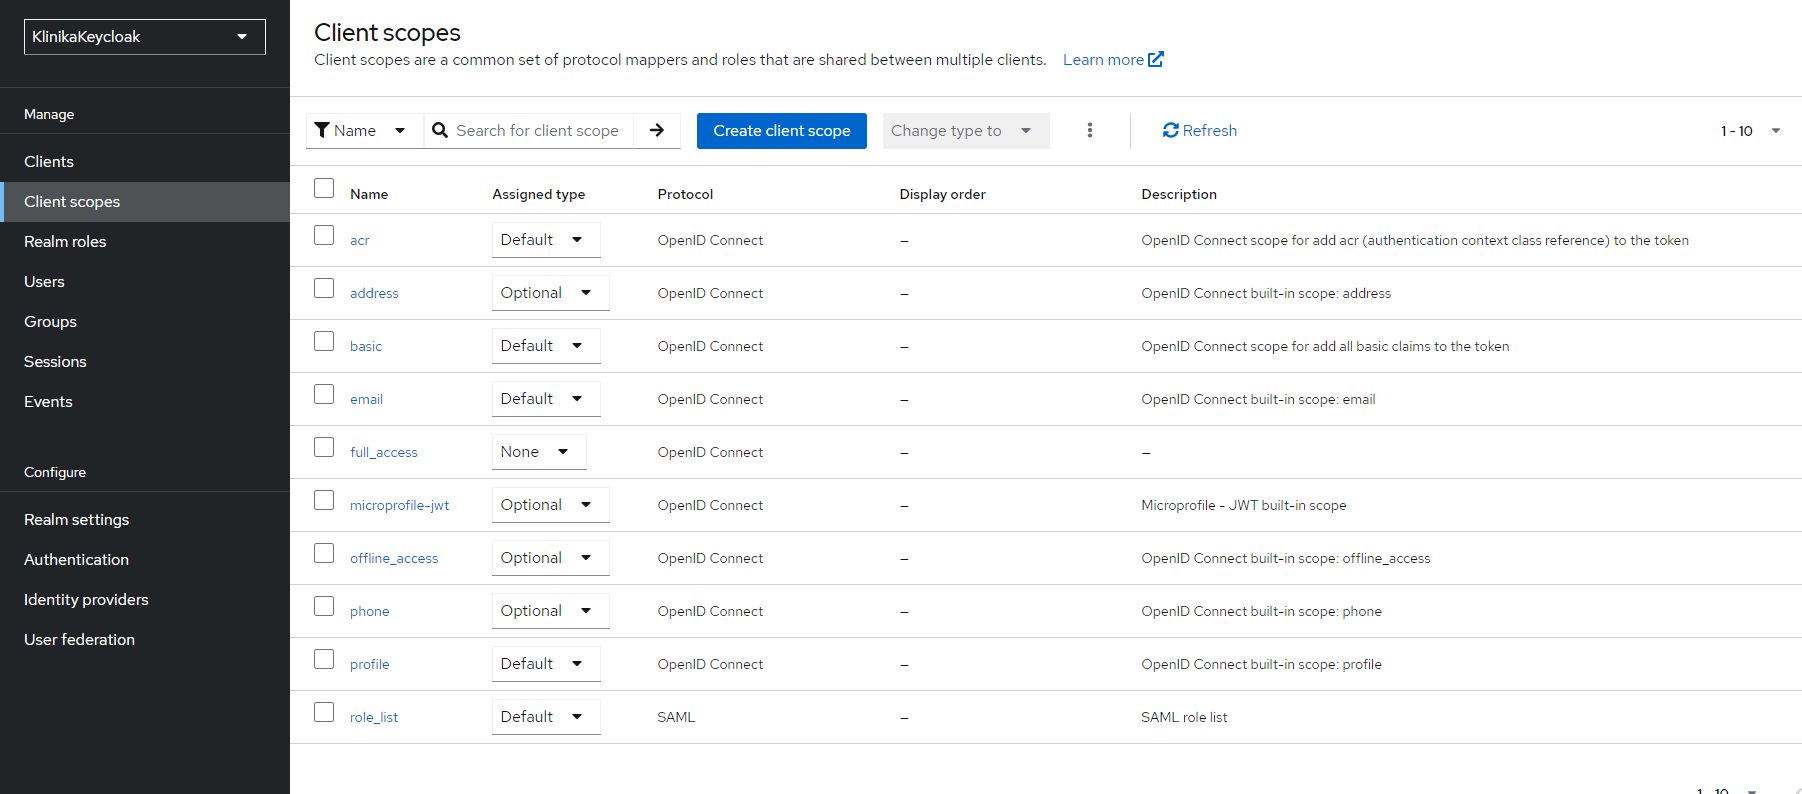 KlinikaKeycloak
Manage
Clients
Client scopes
Realm roles
Users
Groups
Sessions
Events
Configure
Realm settings
Authentication
Identity providers
User federation
Client scopes
Client scopes are a common set of protocol mappers and roles that are shared between multiple clients. Learn more
Name Search for client scope Create client scope Change type to Refresh 1 - 10
Name Assigned type Protocol Display order Description
acr Default OpenID Connect – OpenID Connect scope for add acr (authentication context class reference) to the token
address Optional OpenID Connect – OpenID Connect built-in scope: address
basic Default OpenID Connect – OpenID Connect scope for add all basic claims to the token
email Default OpenID Connect – OpenID Connect built-in scope: email
full_access None OpenID Connect – –
microprofile-jwt Optional OpenID Connect – Microprofile - JWT built-in scope
offline_access Optional OpenID Connect – OpenID Connect built-in scope: offline_access
phone Optional OpenID Connect – OpenID Connect built-in scope: phone
profile Default OpenID Connect – OpenID Connect built-in scope: profile
role_list Default SAML – SAML role list
1 - 10